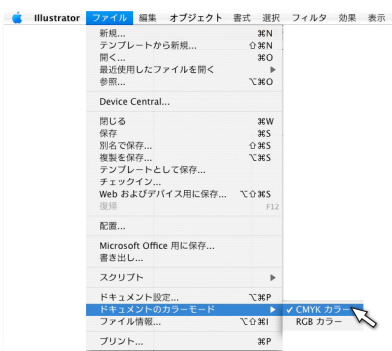 Illustrator ファイル 編集 オブジェクト 書式 選択 フィルタ 効果 表示
新規... ⌘N
テンプレートから新規... ⇧⌘N
開く... ⌘O
最近使用したファイルを開く ▶
参照... ⌥⌘O
Device Central...
閉じる ⌘W
保存 ⌘S
別名で保存... ⇧⌘S
複製を保存... ⌥⌘S
テンプレートとして保存...
チェックイン...
Web およびデバイス用に保存... ⌥⇧⌘S
復帰 F12
配置...
Microsoft Office 用に保存...
書き出し...
スクリプト ▶
ドキュメント設定... ⌥⌘P
ドキュメントのカラーモード ▶ ✓ CMYK カラー
ファイル情報... ⌥⇧⌘I RGB カラー
プリント... ⌘P